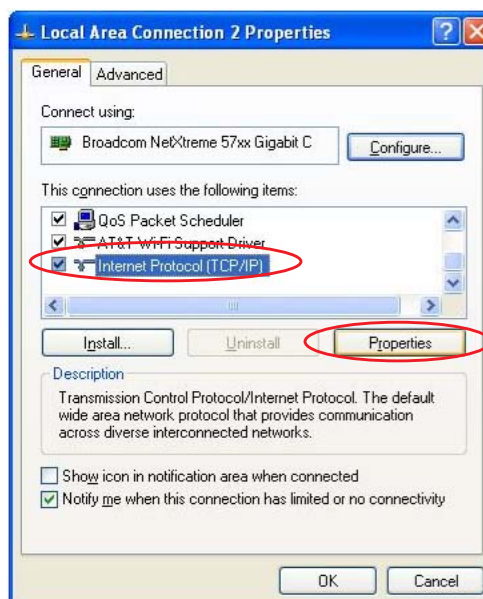 Local Area Connection 2 Properties
General Advanced
Connect using:
Broadcom NetXtreme 57xx Gigabit C
Configure...
This connection uses the following items:
QoS Packet Scheduler
AT&T Wi-Fi Support Driver
Internet Protocol (TCP/IP)
Install... Uninstall Properties
Description
Transmission Control Protocol/Internet Protocol. The default
wide area network protocol that provides communication
across diverse interconnected networks.
Show icon in notification area when connected
Notify me when this connection has limited or no connectivity
OK Cancel